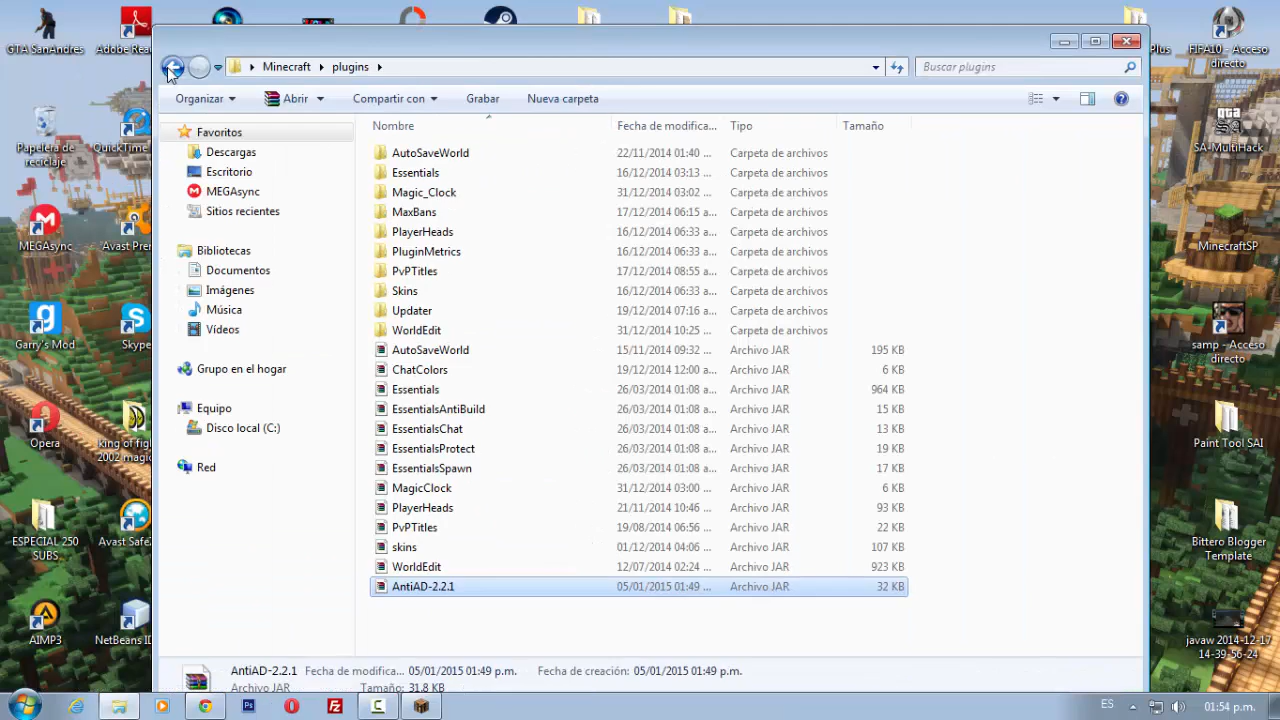 GTA SanAndres
Adobe Rea
Plus
FIFA10 - Acceso
directo
Minecraft
plugins
Buscar plugins
Organizar
Abrir
Compartir con
Grabar
Nueva carpeta
Nombre
Fecha de modifica...
Tipo
Tamaño
Favoritos
Descargas
Escritorio
MEGAsync
Sitios recientes
Bibliotecas
Documentos
Imágenes
Música
Vídeos
Grupo en el hogar
Equipo
Disco local (C:)
Red
AutoSaveWorld 22/11/2014 01:40 ... Carpeta de archivos
Essentials 16/12/2014 03:13 ... Carpeta de archivos
Magic_Clock 31/12/2014 03:02 ... Carpeta de archivos
MaxBans 17/12/2014 06:15 ... Carpeta de archivos
PlayerHeads 16/12/2014 06:33 ... Carpeta de archivos
PluginMetrics 16/12/2014 06:33 ... Carpeta de archivos
PvPTitles 17/12/2014 08:55 ... Carpeta de archivos
Skins 16/12/2014 06:33 ... Carpeta de archivos
Updater 19/12/2014 07:16 ... Carpeta de archivos
WorldEdit 31/12/2014 10:25 ... Carpeta de archivos
AutoSaveWorld 15/11/2014 09:32 ... Archivo JAR 195 KB
ChatColors 19/12/2014 12:00 ... Archivo JAR 6 KB
Essentials 26/03/2014 01:08 a... Archivo JAR 964 KB
EssentialsAntiBuild 26/03/2014 01:08 a... Archivo JAR 15 KB
EssentialsChat 26/03/2014 01:08 a... Archivo JAR 13 KB
EssentialsProtect 26/03/2014 01:08 a... Archivo JAR 19 KB
EssentialsSpawn 26/03/2014 01:08 a... Archivo JAR 17 KB
MagicClock 31/12/2014 03:00 ... Archivo JAR 6 KB
PlayerHeads 21/11/2014 10:46 ... Archivo JAR 93 KB
PvPTitles 19/08/2014 06:56 ... Archivo JAR 22 KB
skins 01/12/2014 04:06 ... Archivo JAR 107 KB
WorldEdit 12/07/2014 02:24 ... Archivo JAR 923 KB
AntiAD-2.2.1 05/01/2015 01:49 ... Archivo JAR 32 KB
AntiAD-2.2.1 Fecha de modifica... 05/01/2015 01:49 p.m. Fecha de creación: 05/01/2015 01:49 p.m.
Archivo JAR Tamaño: 31.8 KB
Papelera de
reciclaje
QuickTime
MEGAsync
Avast Pre
Garry's Mod
Skype
Opera
king of figh
2002 magic
ESPECIAL 250
SUBS
Avast SafeZ
AIMP3
NetBeans ID
SA-MultiHack
MinecraftSP
samp - Acceso
directo
Paint Tool SAI
Bittero Blogger
Template
javaw 2014-12-17
14-39-56-24
ES
01:54 p.m.